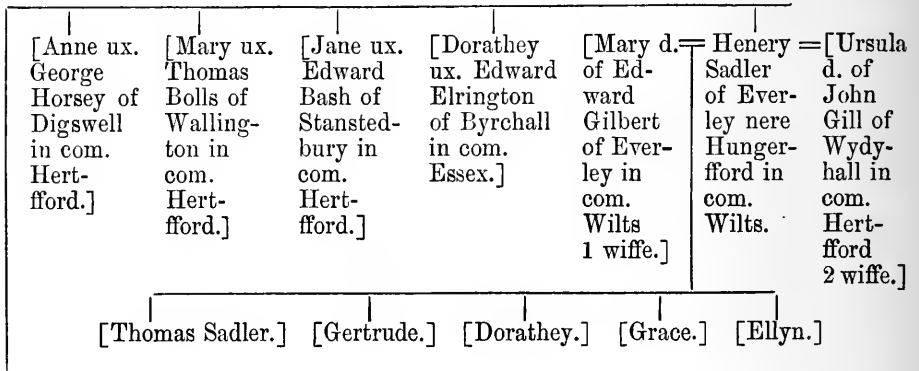 [Anne ux.
George
Horsey of
Digswell
in com.
Hert-
fford.]
[Mary ux.
Thomas
Bolls of
Walling-
ton in
com.
Hert-
fford.]
[Jane ux.
Edward
Bash of
Stansted-
bury in
com.
Hert-
fford.]
[Dorathey
ux. Edward
Elrington
of Byrchall
in com.
Essex.]
[Mary d.
of Ed-
ward
Gilbert
of Ever-
ley in
com.
Wilts
1 wiffe.]
= Henery =
Sadler
of Ever-
ley nere
Hunger-
fford in
com.
Wilts.
[Ursula
d. of
John
Gill of
Wydy-
hall in
com.
Hert-
fford
2 wiffe.]
[Thomas Sadler.] [Gertrude.] [Dorathey.] [Grace.] [Ellyn.]